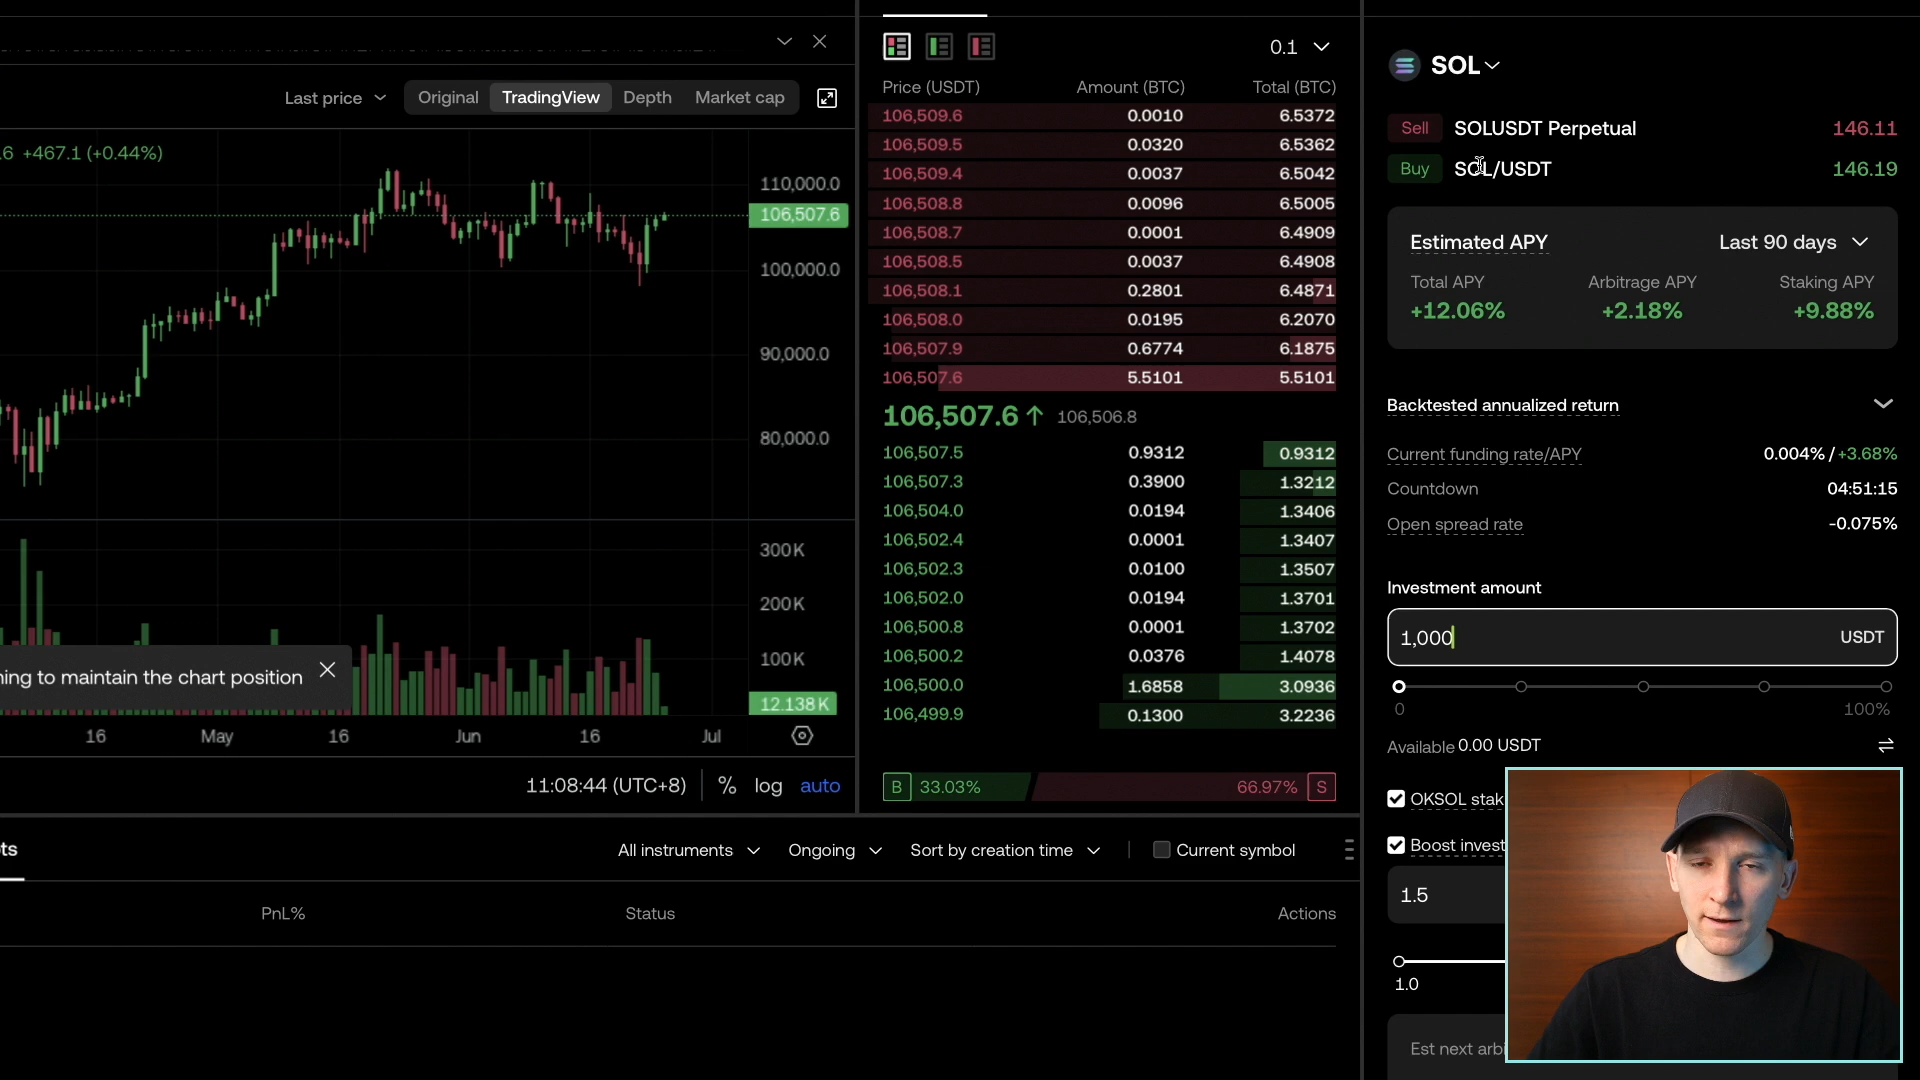 Last price Original TradingView Depth Market cap
.6 +467.1 (+0.44%)
110,000.0
106,507.6
100,000.0
90,000.0
80,000.0
300K
200K
100K
12.138K
ning to maintain the chart position
16 May 16 Jun 16 Jul
11:08:44 (UTC+8) % log auto
0.1
Price (USDT) Amount (BTC) Total (BTC)
106,509.6 0.0010 6.5372
106,509.5 0.0320 6.5362
106,509.4 0.0037 6.5042
106,508.8 0.0096 6.5005
106,508.7 0.0001 6.4909
106,508.5 0.0037 6.4908
106,508.1 0.2801 6.4871
106,508.0 0.0195 6.2070
106,507.9 0.6774 6.1875
106,507.6 5.5101 5.5101
106,507.6↑ 106,506.8
106,507.5 0.9312 0.9312
106,507.3 0.3900 1.3212
106,504.0 0.0194 1.3406
106,502.4 0.0001 1.3407
106,502.3 0.0100 1.3507
106,502.0 0.0194 1.3701
106,500.8 0.0001 1.3702
106,500.2 0.0376 1.4078
106,500.0 1.6858 3.0936
106,499.9 0.1300 3.2236
B 33.03% 66.97% S
ts All instruments Ongoing Sort by creation time Current symbol
PnL% Status Actions
SOL
Sell SOLUSDT Perpetual 146.11
Buy SOL/USDT 146.19
Estimated APY Last 90 days
Total APY Arbitrage APY Staking APY
+12.06% +2.18% +9.88%
Backtested annualized return
Current funding rate/APY 0.004% / +3.68%
Countdown 04:51:15
Open spread rate -0.075%
Investment amount
1,000 USDT
0 100%
Available 0.00 USDT
OKSOL stak
Boost invest
1.5
1.0
Est next arbi